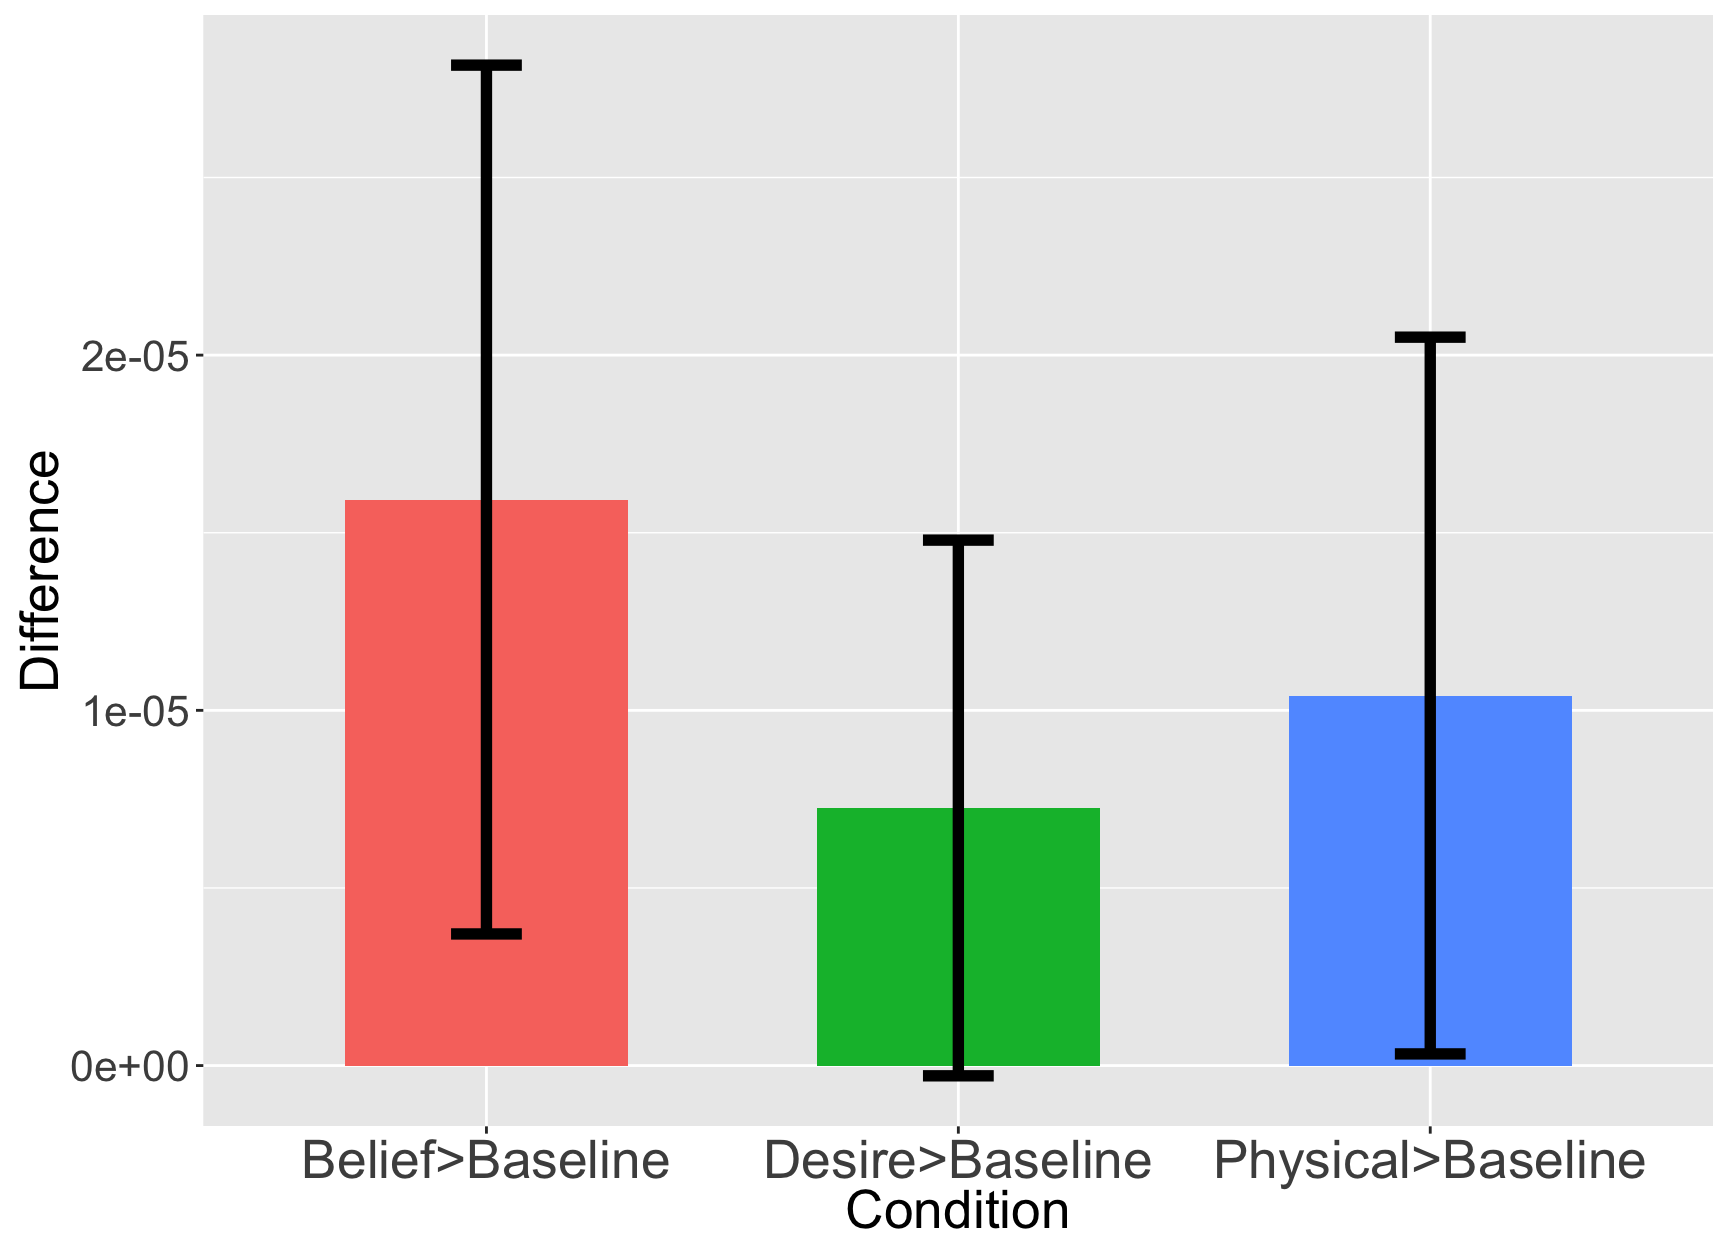 Difference
2e-05
1e-05
0e+00
Belief>Baseline
Desire>Baseline
Physical>Baseline
Condition